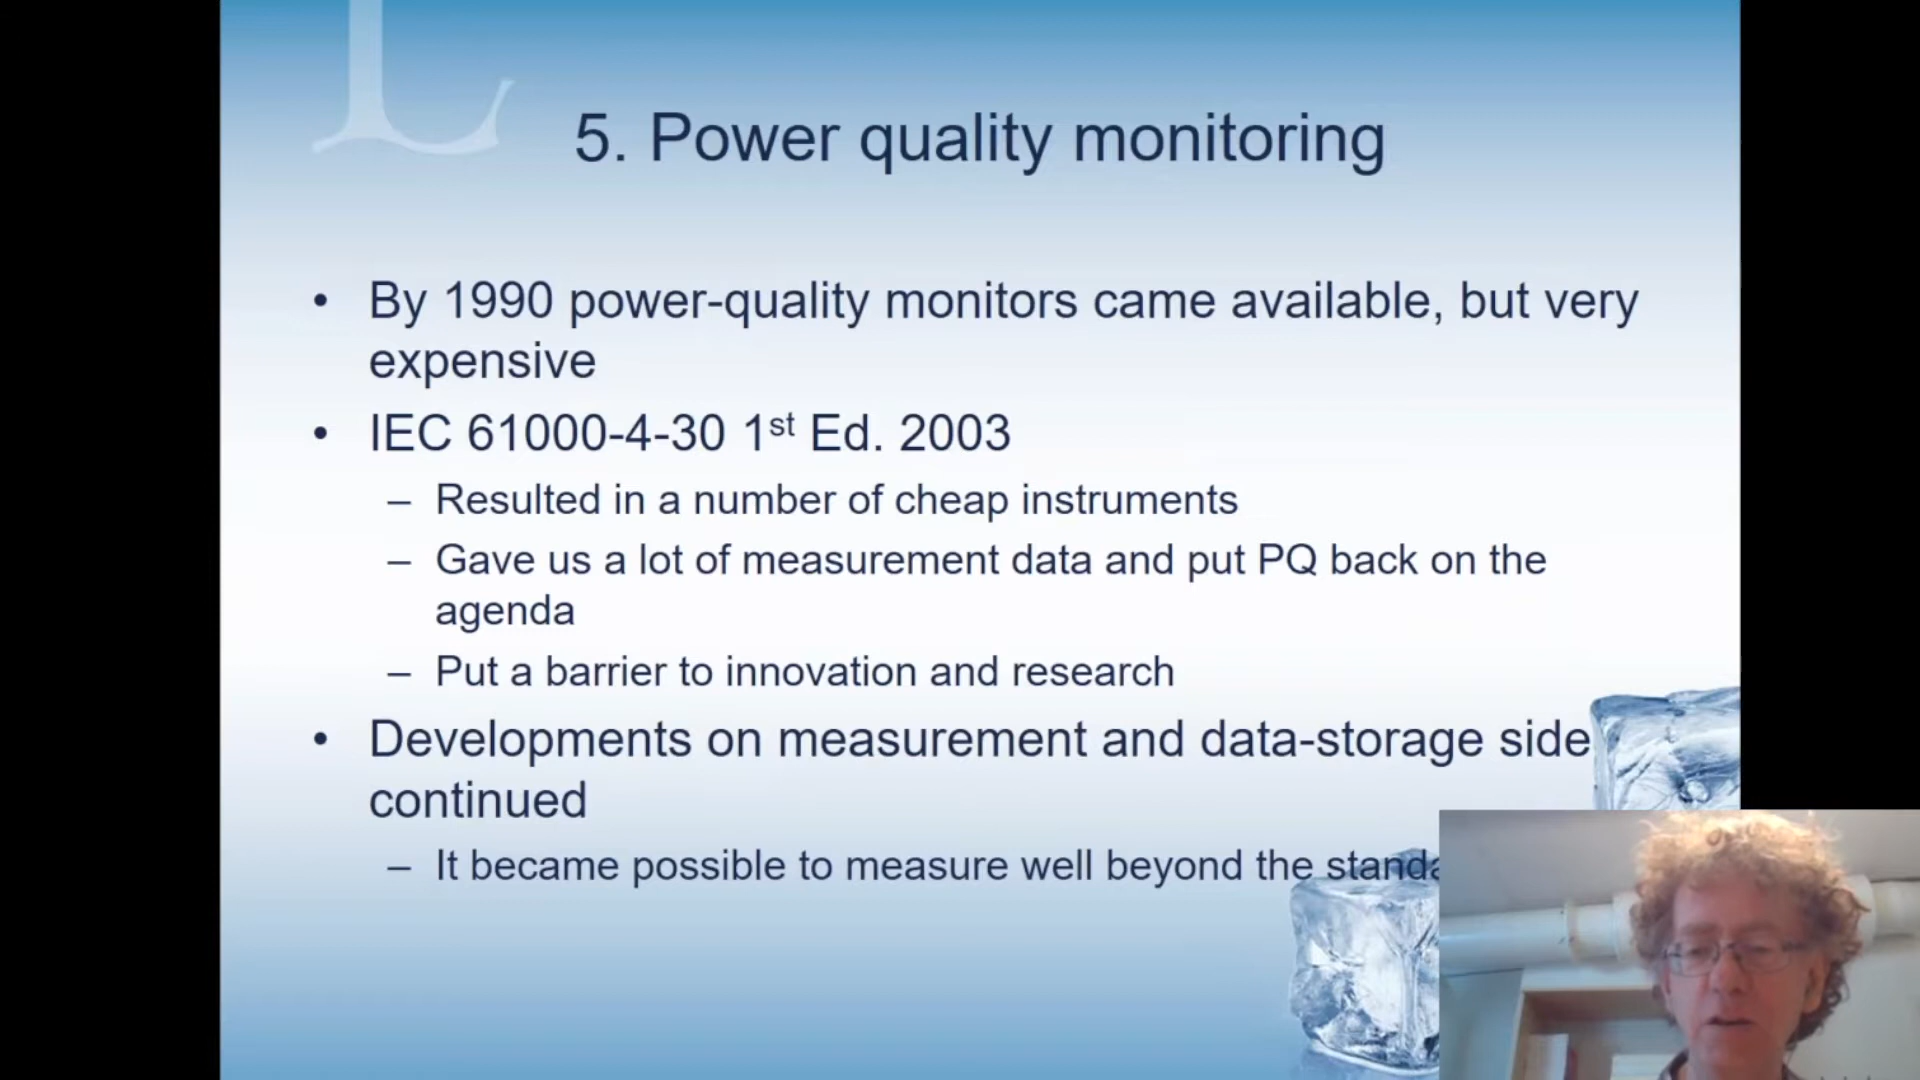 5. Power quality monitoring
• By 1990 power-quality monitors came available, but very
expensive
• IEC 61000-4-30 1st Ed. 2003
– Resulted in a number of cheap instruments
– Gave us a lot of measurement data and put PQ back on the
agenda
– Put a barrier to innovation and research
• Developments on measurement and data-storage side
continued
– It became possible to measure well beyond the